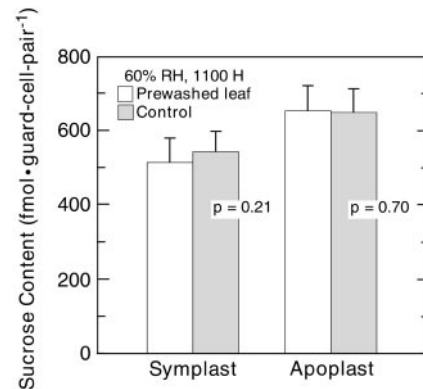 Sucrose Content (fmol•guard-cell-pair⁻¹)
800
600
400
200
0
60% RH, 1100 H
Prewashed leaf
Control
p = 0.21
p = 0.70
Symplast
Apoplast